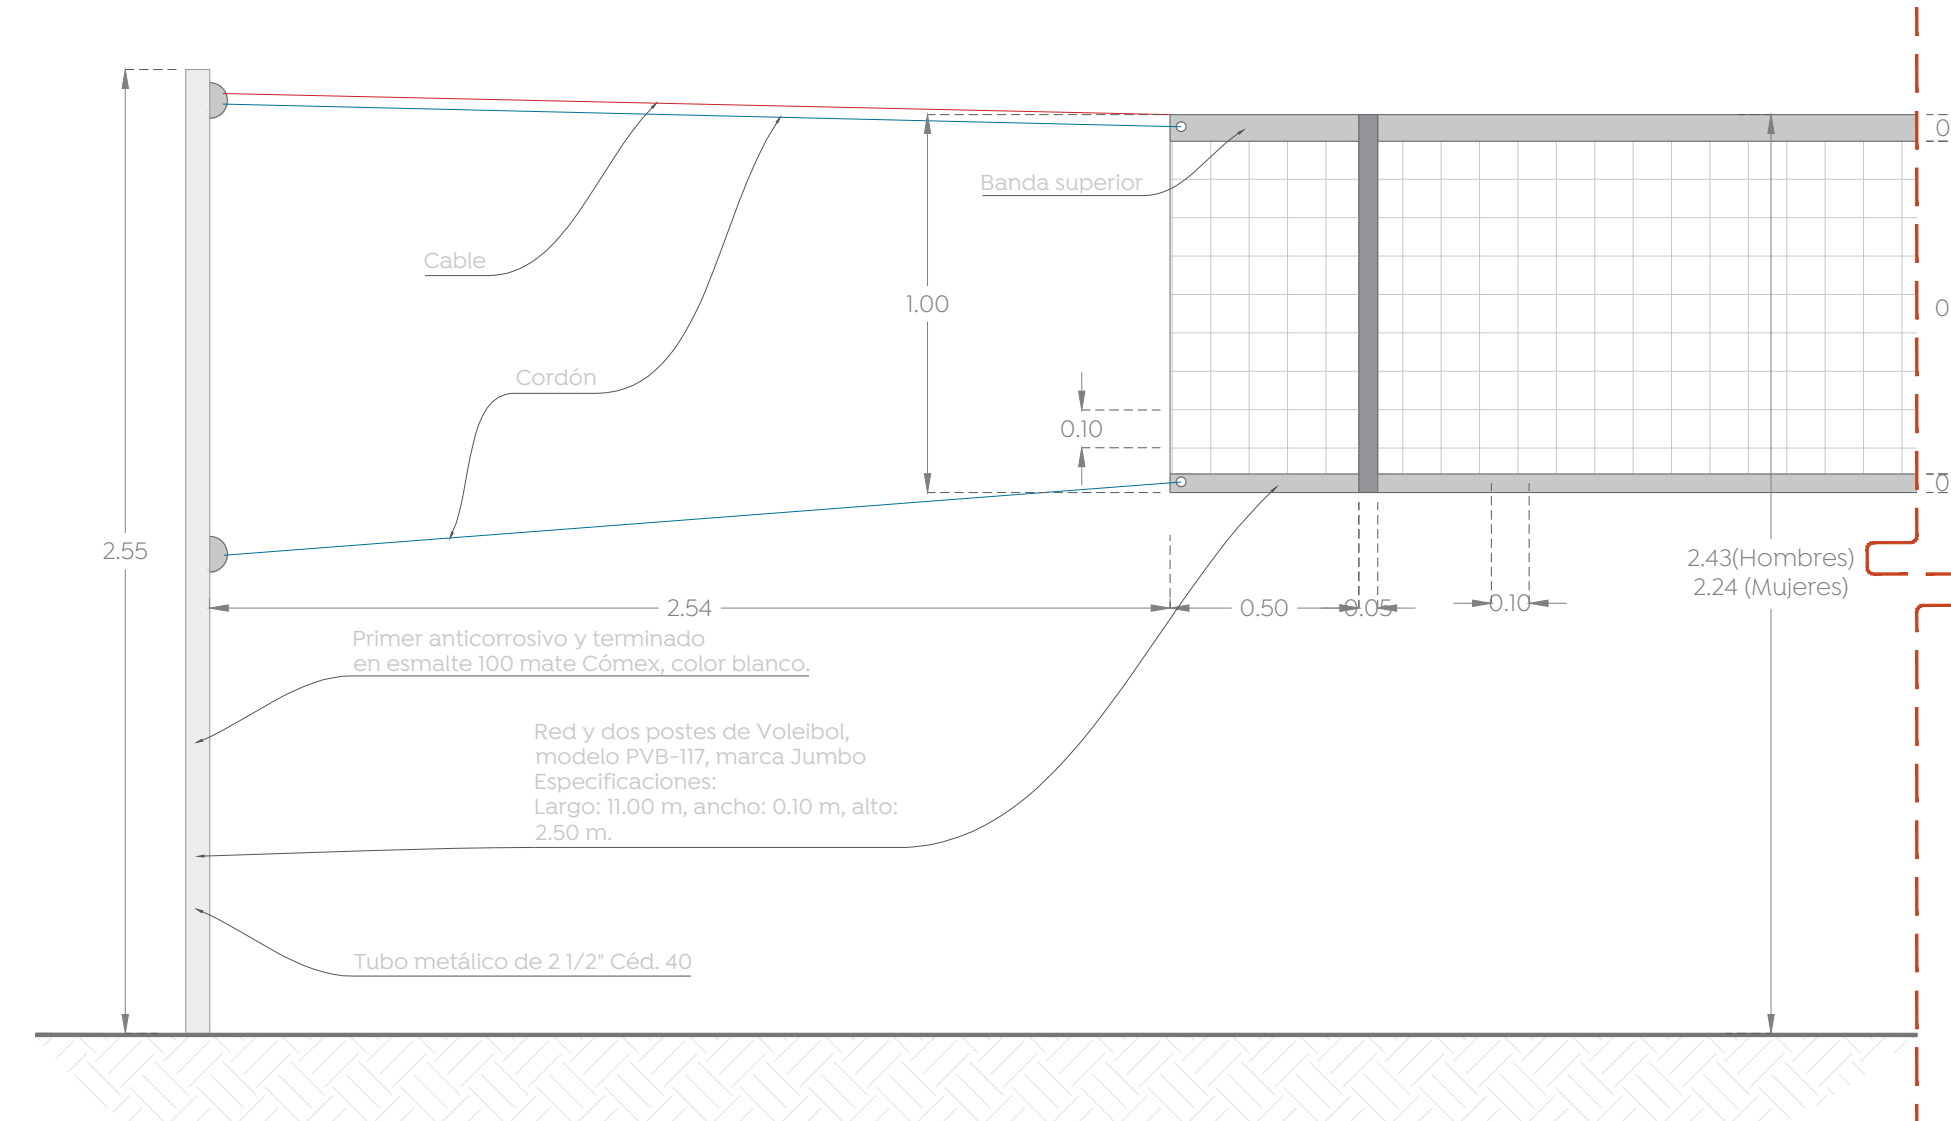 Banda superior
Cable
1.00
Cordón
0.10
2.55
2.43(Hombres)
2.24 (Mujeres)
2.54
0.50
0.05
0.10
Primer anticorrosivo y terminado
en esmalte 100 mate Cómex, color blanco.
Red y dos postes de Voleibol,
modelo PVB-117, marca Jumbo
Especificaciones:
Largo: 11.00 m, ancho: 0.10 m, alto:
2.50 m.
Tubo metálico de 2 1/2" Céd. 40